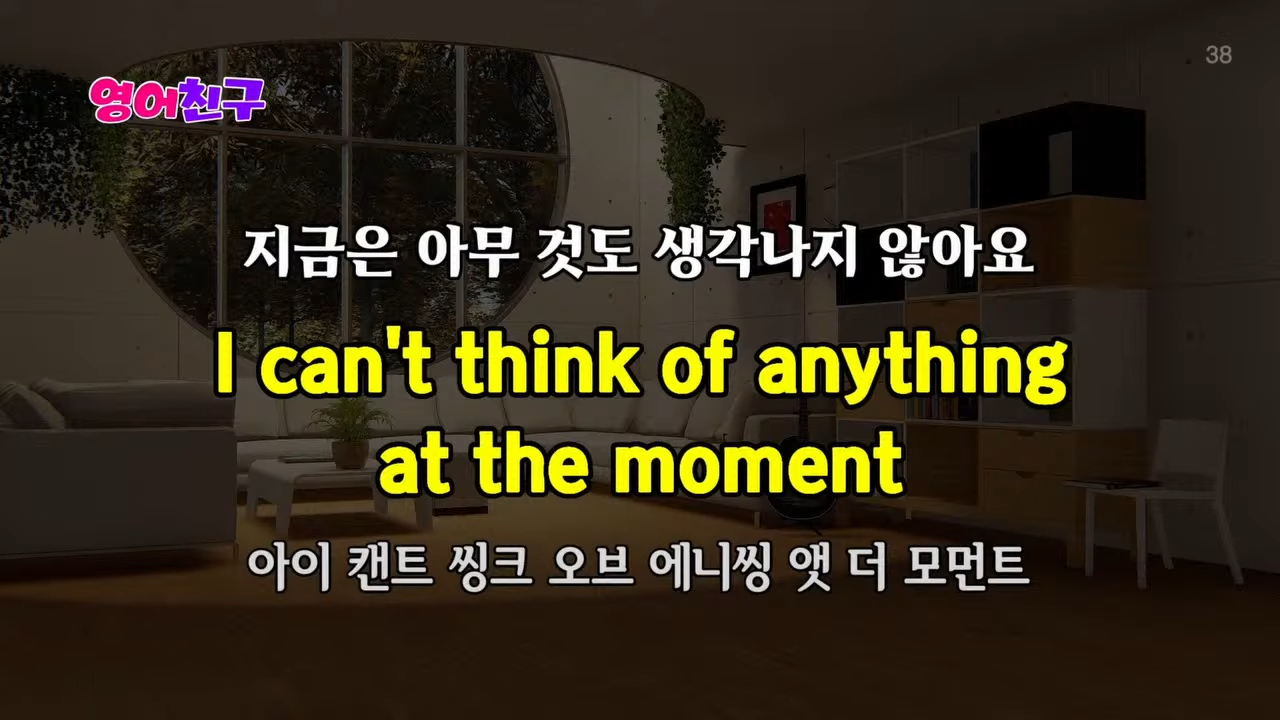 38
영어친구
지금은 아무 것도 생각나지 않아요
I can't think of anything
at the moment
아이 캔트 씽크 오브 에니씽 앳 더 모먼트